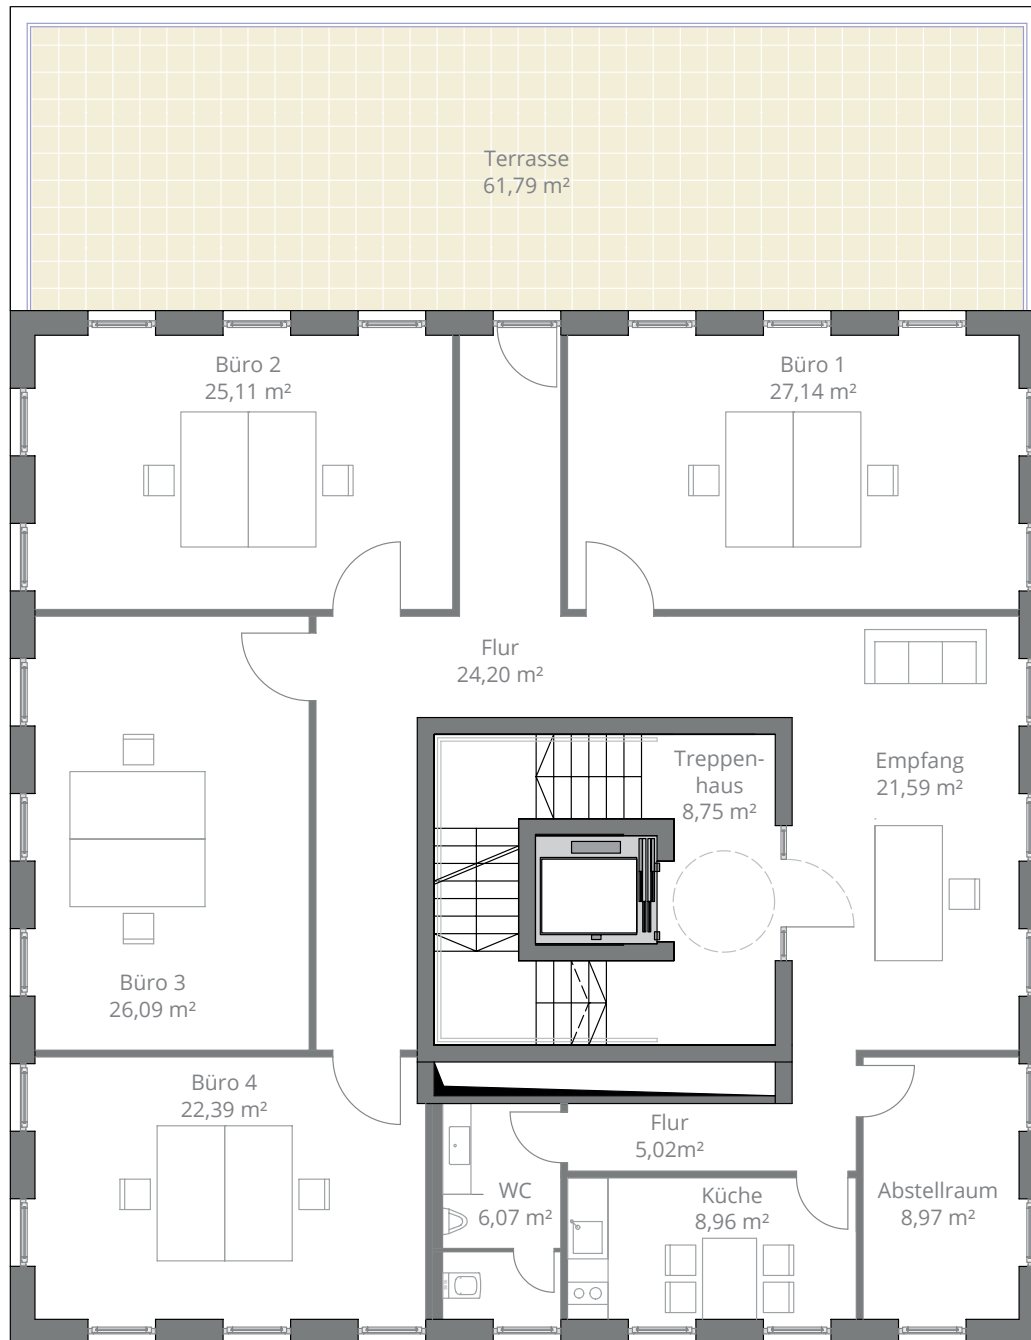 Terrasse
61,79 m²
Büro 2
25,11 m²
Büro 1
27,14 m²
Flur
24,20 m²
Treppen-
haus
8,75 m²
Empfang
21,59 m²
Büro 3
26,09 m²
Büro 4
22,39 m²
Flur
5,02m²
WC
6,07 m²
Küche
8,96 m²
Abstellraum
8,97 m²